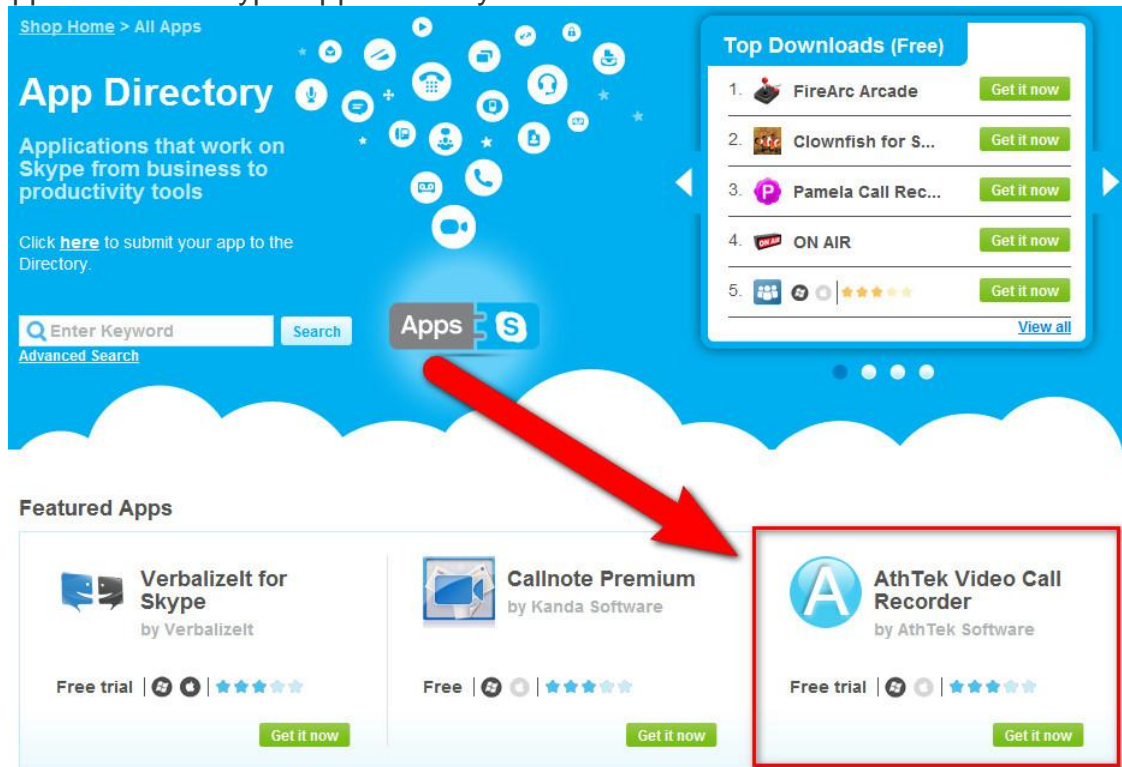 Shop Home > All Apps
App Directory
Applications that work on
Skype from business to
productivity tools
Click here to submit your app to the
Directory.
Enter Keyword
Search
Advanced Search
Apps S
Top Downloads (Free)
1. FireArc Arcade Get it now
2. Clownfish for S... Get it now
3. P Pamela Call Rec... Get it now
4. ON AIR ON AIR Get it now
5. Get it now
View all
Featured Apps
VerbalizeIt for
Skype
by VerbalizeIt
Free trial
Get it now
Callnote Premium
by Kanda Software
Free
Get it now
A
AthTek Video Call
Recorder
by AthTek Software
Free trial
Get it now